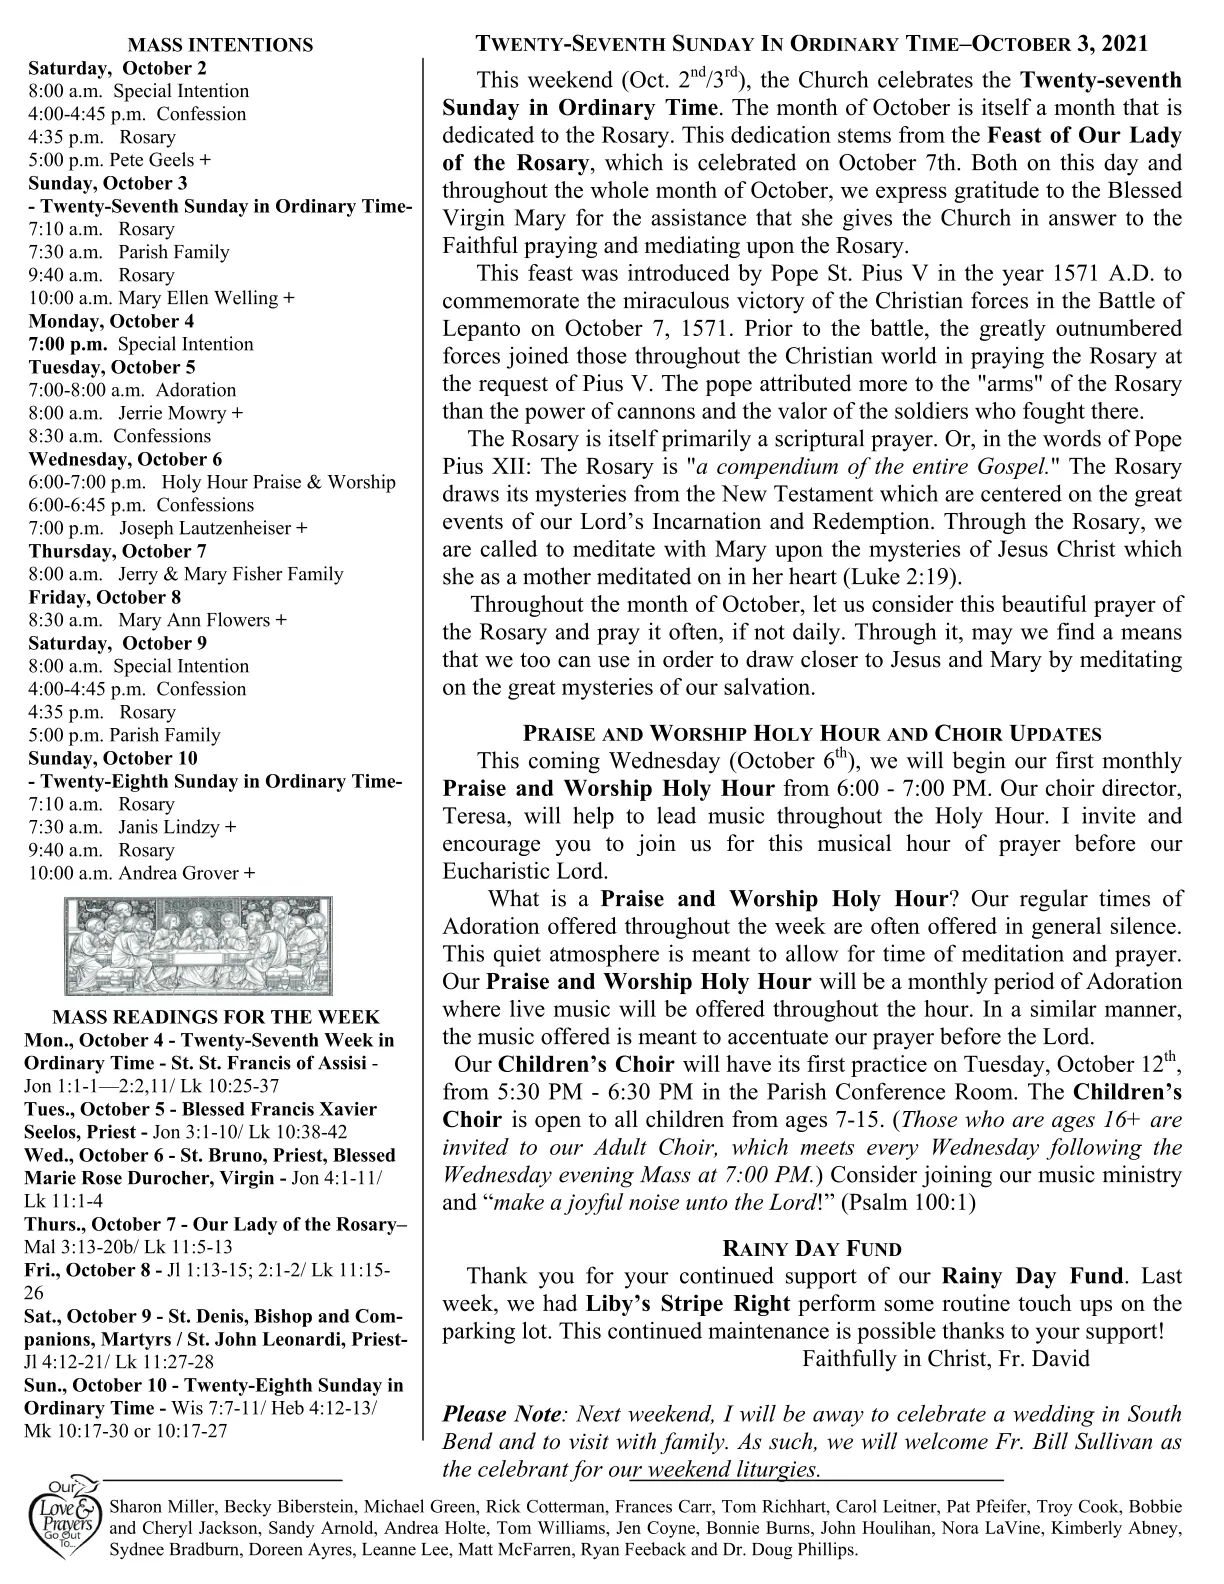 MASS INTENTIONS
Saturday,  October 2
8:00 a.m.  Special Intention
4:00-4:45 p.m.  Confession
4:35 p.m.   Rosary
5:00 p.m. Pete Geels +
Sunday, October 3
- Twenty-Seventh Sunday in Ordinary Time-
7:10 a.m.   Rosary
7:30 a.m.   Parish Family
9:40 a.m.   Rosary
10:00 a.m. Mary Ellen Welling +
Monday, October 4
7:00 p.m.  Special Intention
Tuesday, October 5
7:00-8:00 a.m.  Adoration
8:00 a.m.   Jerrie Mowry +
8:30 a.m.  Confessions
Wednesday, October 6
6:00-7:00 p.m.   Holy Hour Praise & Worship
6:00-6:45 p.m.  Confessions
7:00 p.m.   Joseph Lautzenheiser +
Thursday, October 7
8:00 a.m.   Jerry & Mary Fisher Family
Friday, October 8
8:30 a.m.   Mary Ann Flowers +
Saturday,  October 9
8:00 a.m.  Special Intention
4:00-4:45 p.m.  Confession
4:35 p.m.   Rosary
5:00 p.m. Parish Family
Sunday, October 10
- Twenty-Eighth Sunday in Ordinary Time-
7:10 a.m.   Rosary
7:30 a.m.   Janis Lindzy +
9:40 a.m.   Rosary
10:00 a.m. Andrea Grover +
MASS READINGS FOR THE WEEK
Mon., October 4 - Twenty-Seventh Week in
Ordinary Time - St. St. Francis of Assisi -
Jon 1:1-1—2:2,11/ Lk 10:25-37
Tues., October 5 - Blessed Francis Xavier
Seelos, Priest - Jon 3:1-10/ Lk 10:38-42
Wed., October 6 - St. Bruno, Priest, Blessed
Marie Rose Durocher, Virgin - Jon 4:1-11/
Lk 11:1-4
Thurs., October 7 - Our Lady of the Rosary–
Mal 3:13-20b/ Lk 11:5-13
Fri., October 8 - Jl 1:13-15; 2:1-2/ Lk 11:15-
26
Sat., October 9 - St. Denis, Bishop and Com-
panions, Martyrs / St. John Leonardi, Priest-
Jl 4:12-21/ Lk 11:27-28
Sun., October 10 - Twenty-Eighth Sunday in
Ordinary Time - Wis 7:7-11/ Heb 4:12-13/
Mk 10:17-30 or 10:17-27
TWENTY-SEVENTH SUNDAY IN ORDINARY TIME–OCTOBER 3, 2021
This weekend (Oct. 2nd/3rd), the Church celebrates the Twenty-seventh
Sunday in Ordinary Time. The month of October is itself a month that is
dedicated to the Rosary. This dedication stems from the Feast of Our Lady
of the Rosary, which is celebrated on October 7th. Both on this day and
throughout the whole month of October, we express gratitude to the Blessed
Virgin Mary for the assistance that she gives the Church in answer to the
Faithful praying and mediating upon the Rosary.
This feast was introduced by Pope St. Pius V in the year 1571 A.D. to
commemorate the miraculous victory of the Christian forces in the Battle of
Lepanto on October 7, 1571. Prior to the battle, the greatly outnumbered
forces joined those throughout the Christian world in praying the Rosary at
the request of Pius V. The pope attributed more to the "arms" of the Rosary
than the power of cannons and the valor of the soldiers who fought there.
The Rosary is itself primarily a scriptural prayer. Or, in the words of Pope
Pius XII: The Rosary is "a compendium of the entire Gospel." The Rosary
draws its mysteries from the New Testament which are centered on the great
events of our Lord’s Incarnation and Redemption. Through the Rosary, we
are called to meditate with Mary upon the mysteries of Jesus Christ which
she as a mother meditated on in her heart (Luke 2:19).
Throughout the month of October, let us consider this beautiful prayer of
the Rosary and pray it often, if not daily. Through it, may we find a means
that we too can use in order to draw closer to Jesus and Mary by meditating
on the great mysteries of our salvation.
PRAISE AND WORSHIP HOLY HOUR AND CHOIR UPDATES
This coming Wednesday (October 6th), we will begin our first monthly
Praise and Worship Holy Hour from 6:00 - 7:00 PM. Our choir director,
Teresa, will help to lead music throughout the Holy Hour. I invite and
encourage you to join us for this musical hour of prayer before our
Eucharistic Lord.
What is a Praise and Worship Holy Hour? Our regular times of
Adoration offered throughout the week are often offered in general silence.
This quiet atmosphere is meant to allow for time of meditation and prayer.
Our Praise and Worship Holy Hour will be a monthly period of Adoration
where live music will be offered throughout the hour. In a similar manner,
the music offered is meant to accentuate our prayer before the Lord.
Our Children’s Choir will have its first practice on Tuesday, October 12th,
from 5:30 PM - 6:30 PM in the Parish Conference Room. The Children’s
Choir is open to all children from ages 7-15. (Those who are ages 16+ are
invited to our Adult Choir, which meets every Wednesday following the
Wednesday evening Mass at 7:00 PM.) Consider joining our music ministry
and “make a joyful noise unto the Lord!” (Psalm 100:1)
RAINY DAY FUND
Thank you for your continued support of our Rainy Day Fund. Last
week, we had Liby’s Stripe Right perform some routine touch ups on the
parking lot. This continued maintenance is possible thanks to your support!
Faithfully in Christ, Fr. David
Please Note: Next weekend, I will be away to celebrate a wedding in South
Bend and to visit with family. As such, we will welcome Fr. Bill Sullivan as
the celebrant for our weekend liturgies.
Our
Love &
Prayers
Go Out
To...
Sharon Miller, Becky Biberstein, Michael Green, Rick Cotterman, Frances Carr, Tom Richhart, Carol Leitner, Pat Pfeifer, Troy Cook, Bobbie
and Cheryl Jackson, Sandy Arnold, Andrea Holte, Tom Williams, Jen Coyne, Bonnie Burns, John Houlihan, Nora LaVine, Kimberly Abney,
Sydnee Bradburn, Doreen Ayres, Leanne Lee, Matt McFarren, Ryan Feeback and Dr. Doug Phillips.